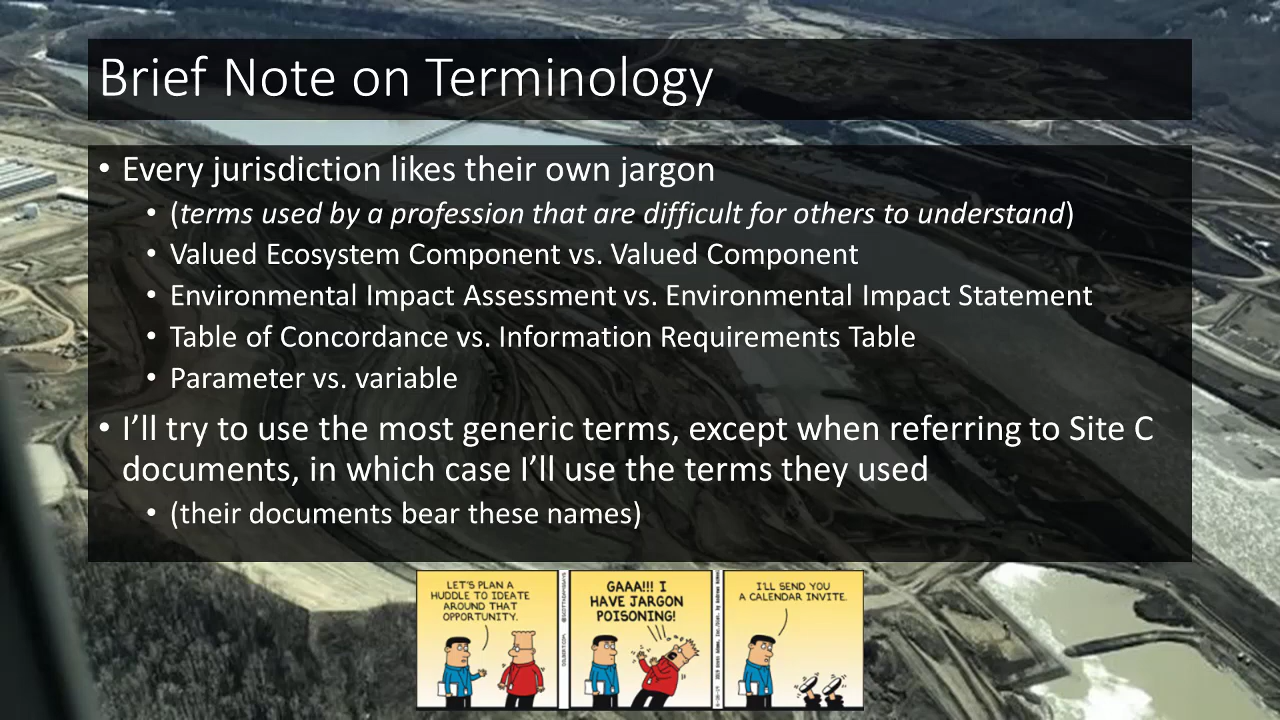 Brief Note on Terminology
• Every jurisdiction likes their own jargon
• (terms used by a profession that are difficult for others to understand)
• Valued Ecosystem Component vs. Valued Component
• Environmental Impact Assessment vs. Environmental Impact Statement
• Table of Concordance vs. Information Requirements Table
• Parameter vs. variable
• I’ll try to use the most generic terms, except when referring to Site C
documents, in which case I’ll use the terms they used
• (their documents bear these names)
LET'S PLAN A
HUDDLE TO IDEATE
AROUND THAT
OPPORTUNITY.
GAAA!!! I
HAVE JARGON
POISONING!
I'LL SEND YOU
A CALENDAR INVITE.